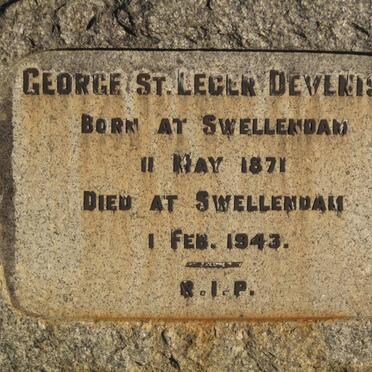 GEORGE ST. LEGER DEVENIS
BORN AT SWELLENDAM
11 MAY 1871
DIED AT SWELLENDAM
1 FEB. 1943.
R.I.P.